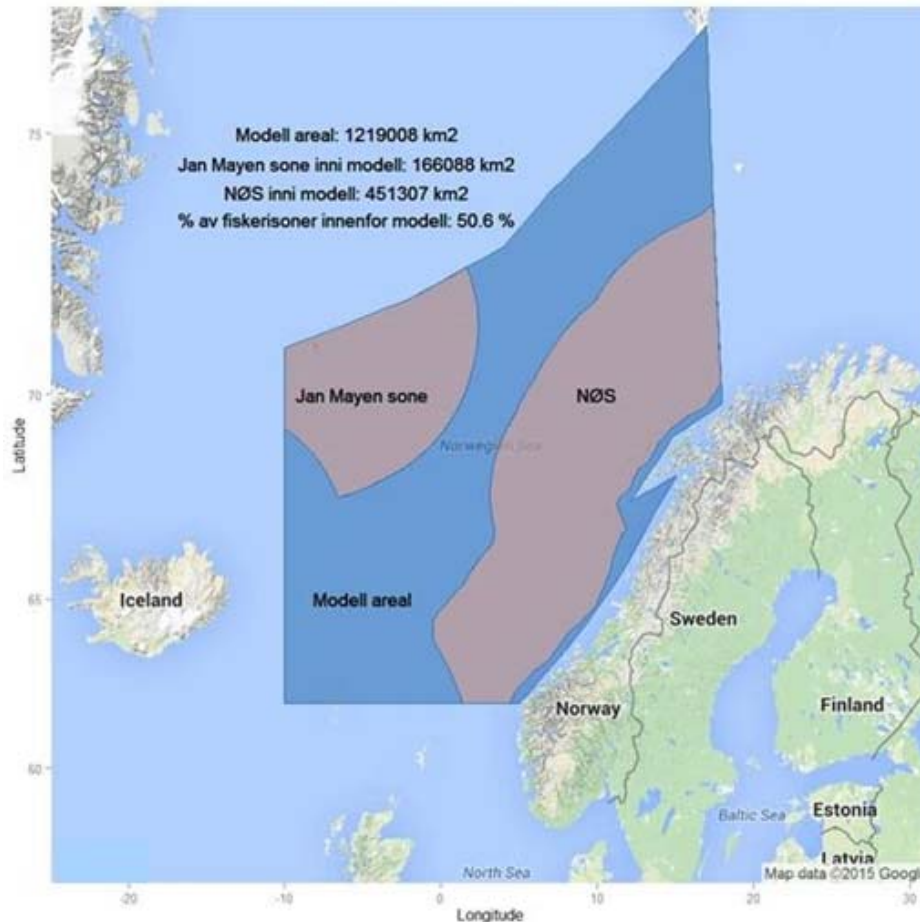 Modell areal: 1219008 km2
Jan Mayen sone inni modell: 166088 km2
NØS inni modell: 451307 km2
% av fiskerisoner innenfor modell: 50.6 %
75
70
65
60
Latitude
Jan Mayen sone
NØS
Norwegian Sea
Modell areal
Iceland
Sweden
Norway
Finland
Estonia
Baltic Sea
Latvia
North Sea
Map data ©2015 Googl
-20
-10
0
10
20
30
Longitude